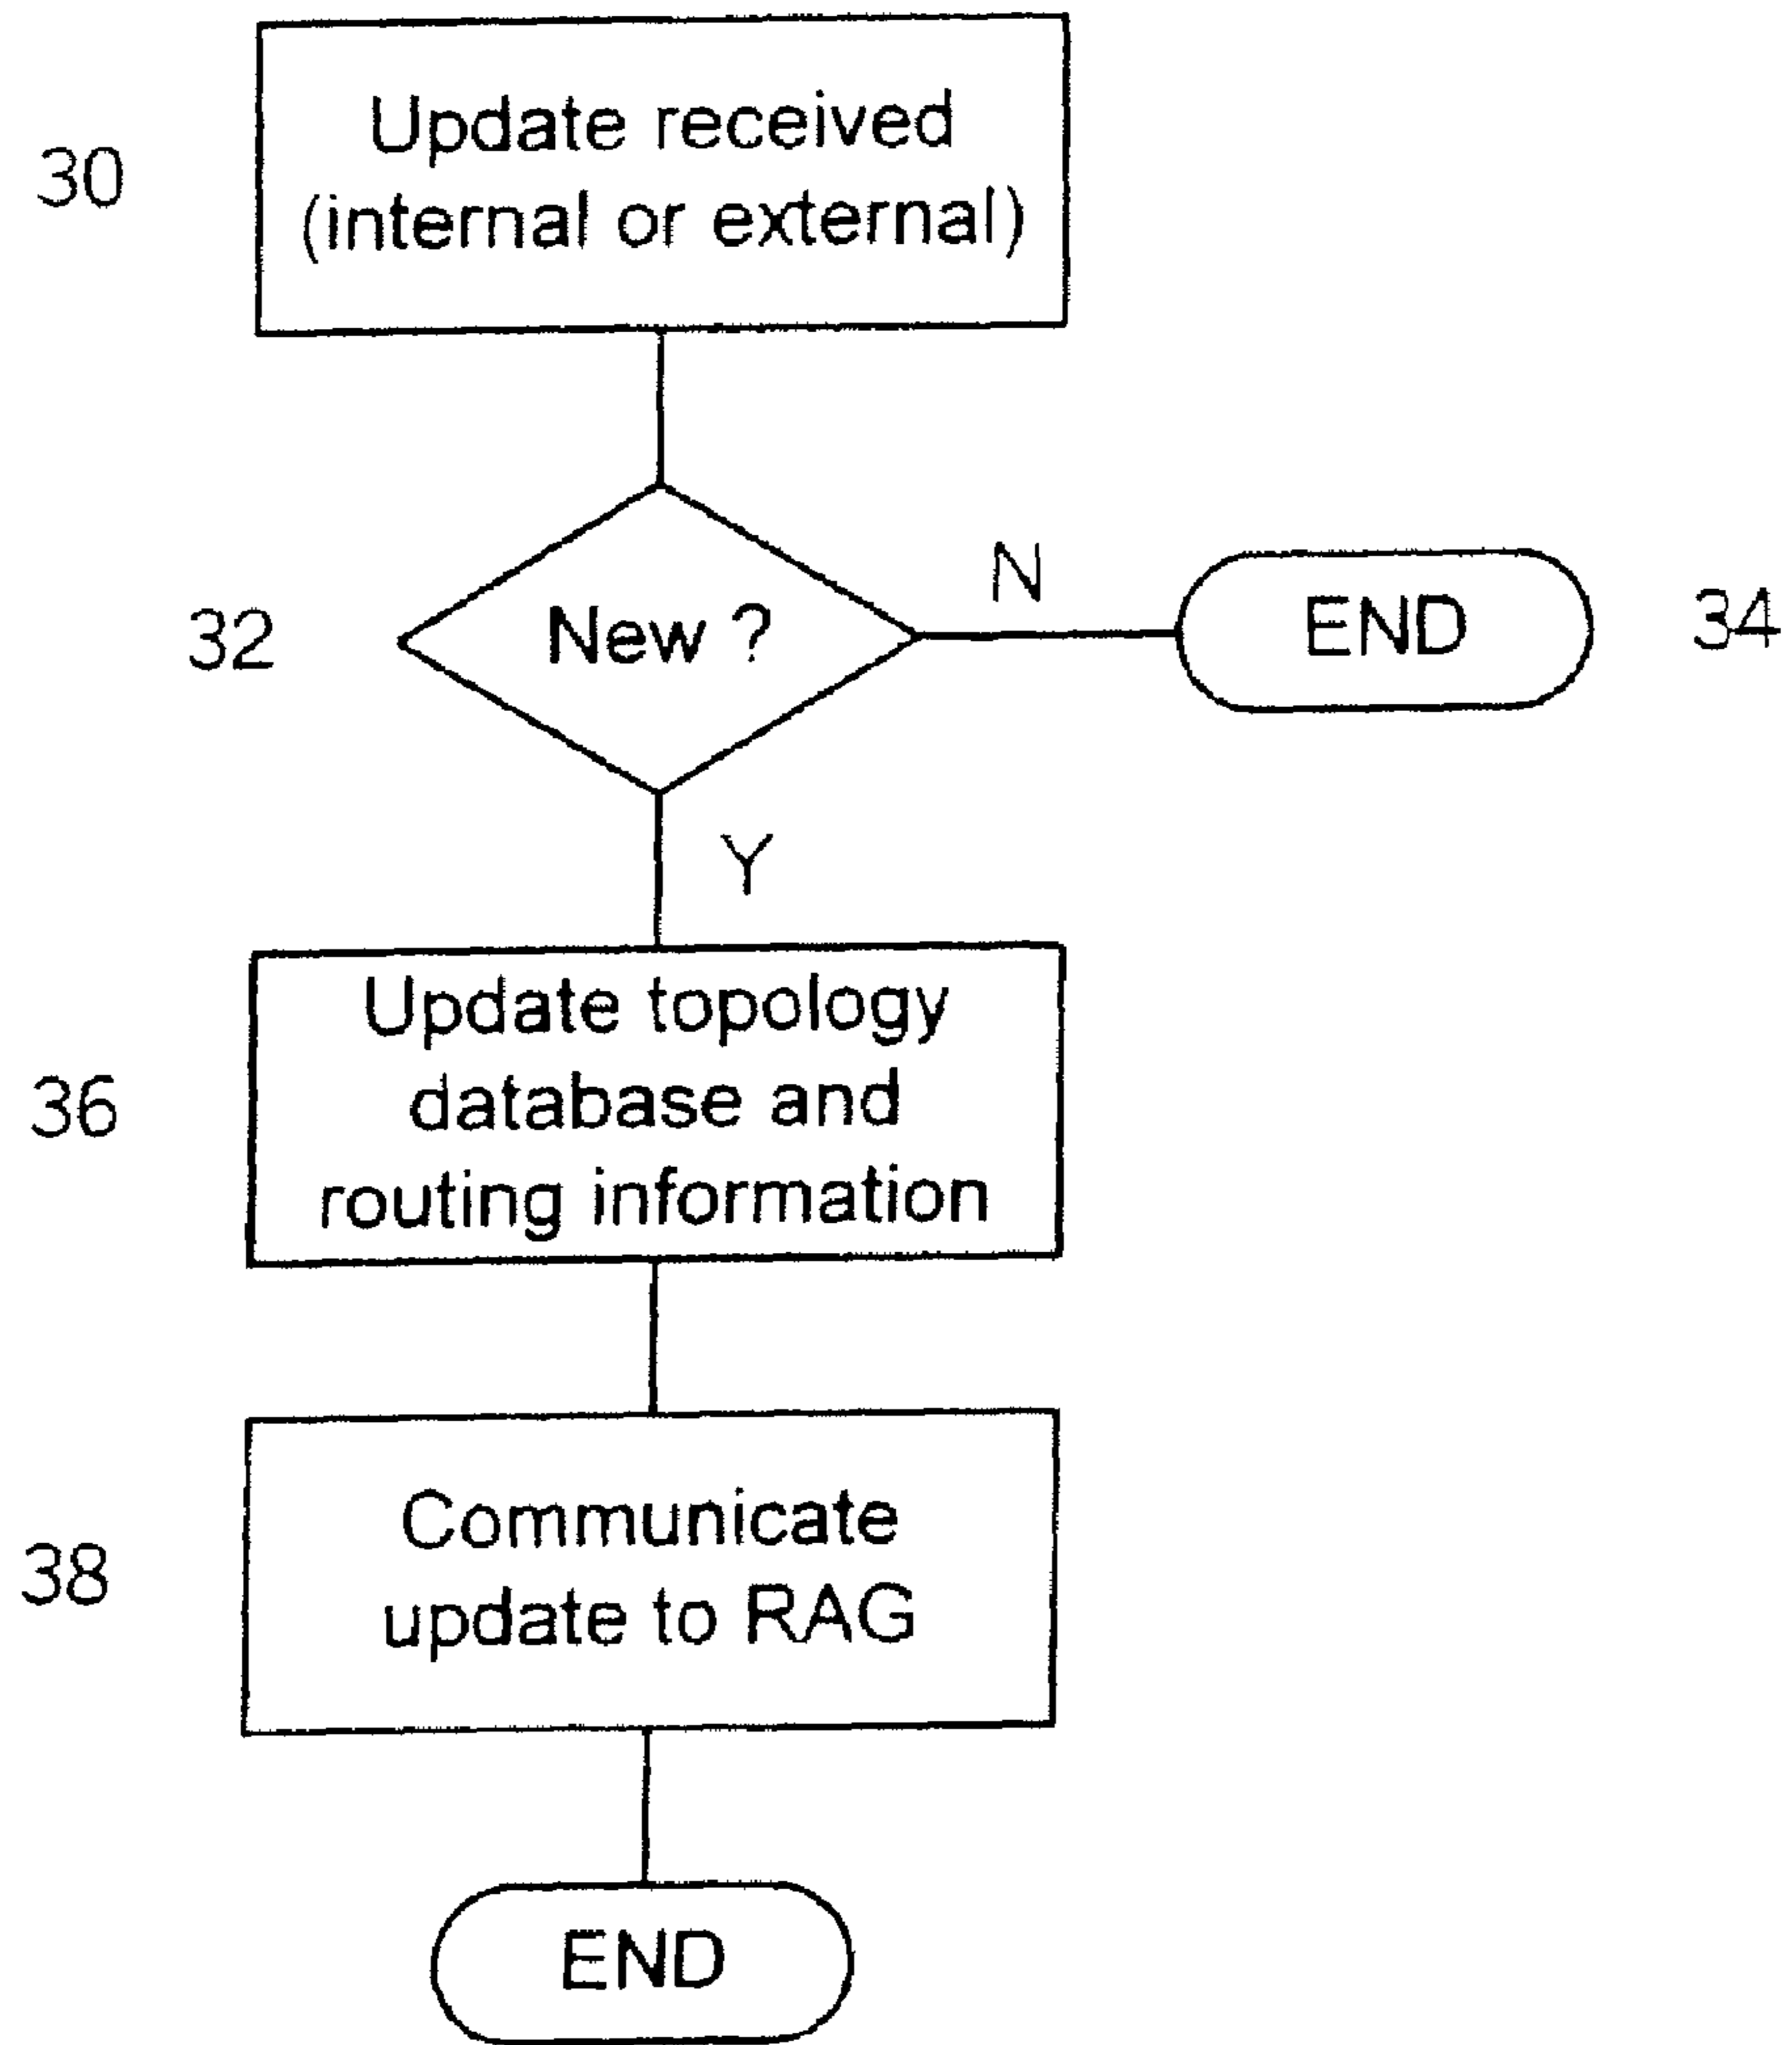 30
Update received
(internal or external)
32
New ?
N
END
34
Y
36
Update topology
database and
routing information
38
Communicate
update to RAG
END